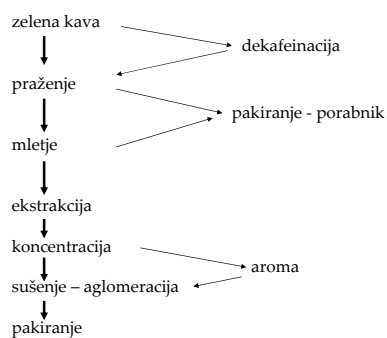 zelena kava
dekafeinacija
praženje
pakiranje - porabnik
mletje
ekstrakcija
koncentracija
aroma
sušenje – aglomeracija
pakiranje